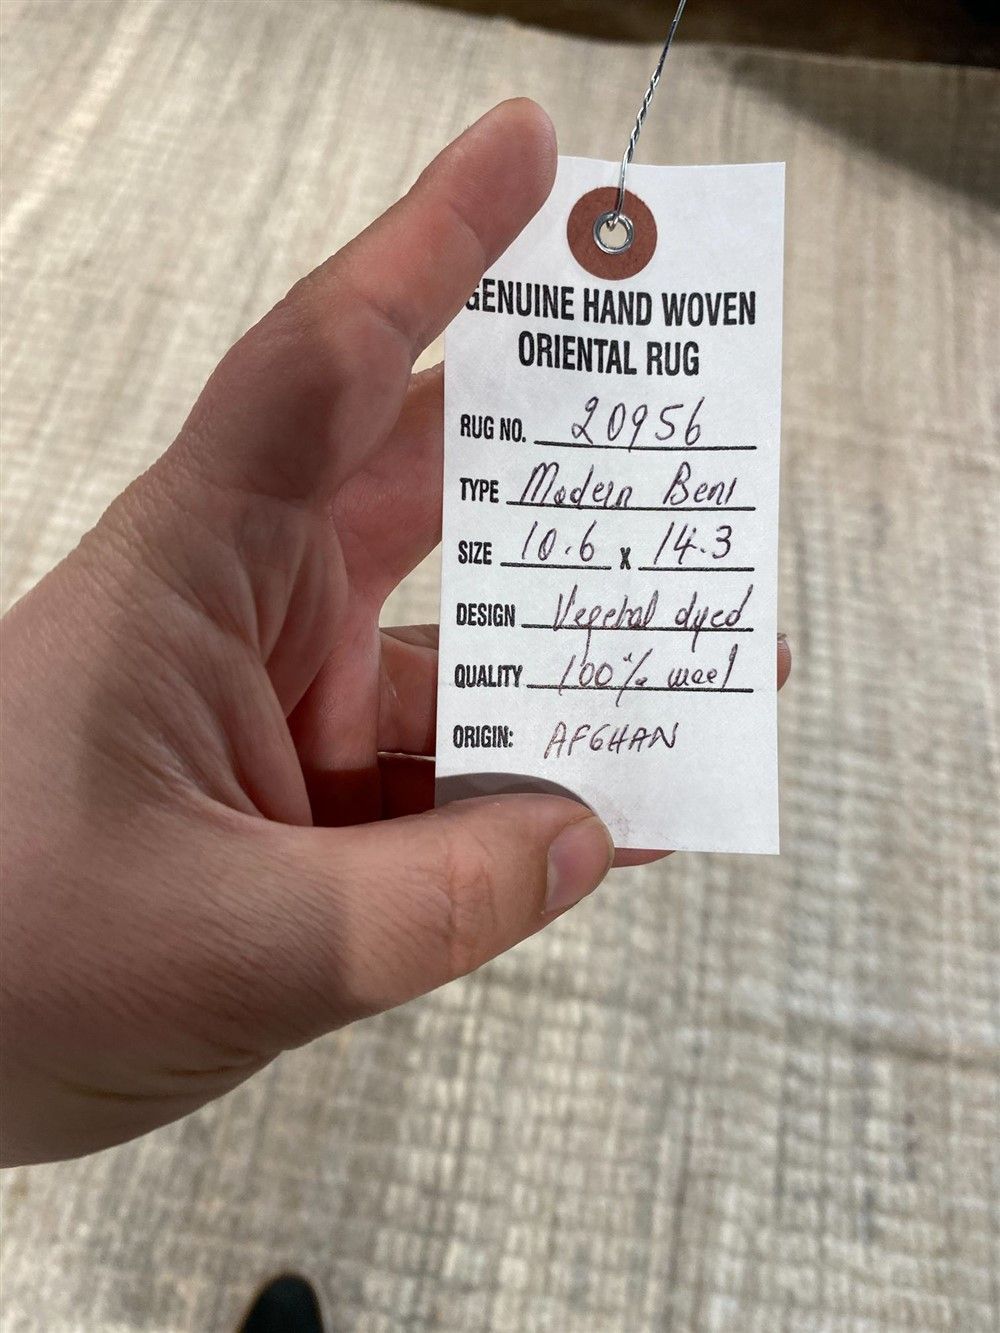 GENUINE HAND WOVEN
ORIENTAL RUG
RUG NO. 20956
TYPE Modern Beni
SIZE 10.6 x 14.3
DESIGN Vegetal dyed
QUALITY 100% wool
ORIGIN: AFGHAN